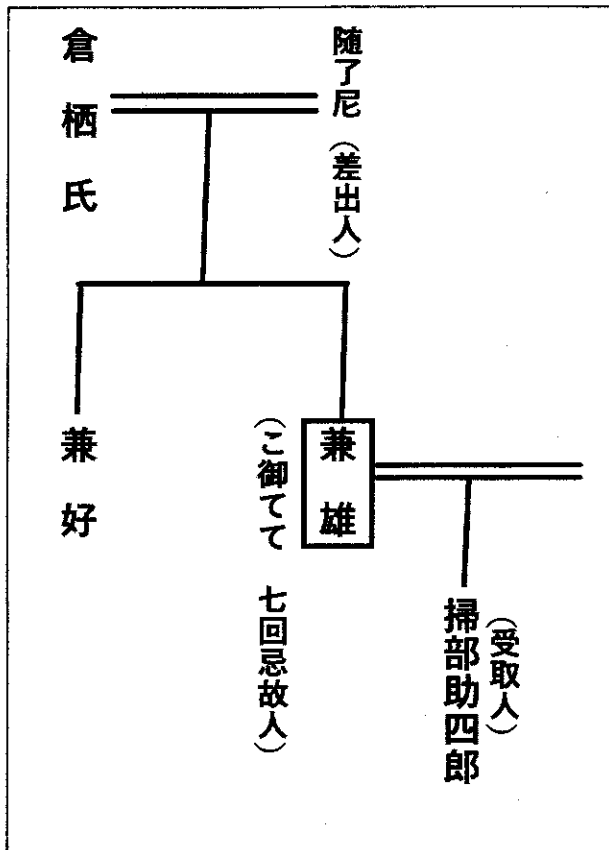 随了尼（差出人）
倉栖氏
（受取人）
掃部助四郎
兼雄
（こ御てて　七回忌故人）
兼好